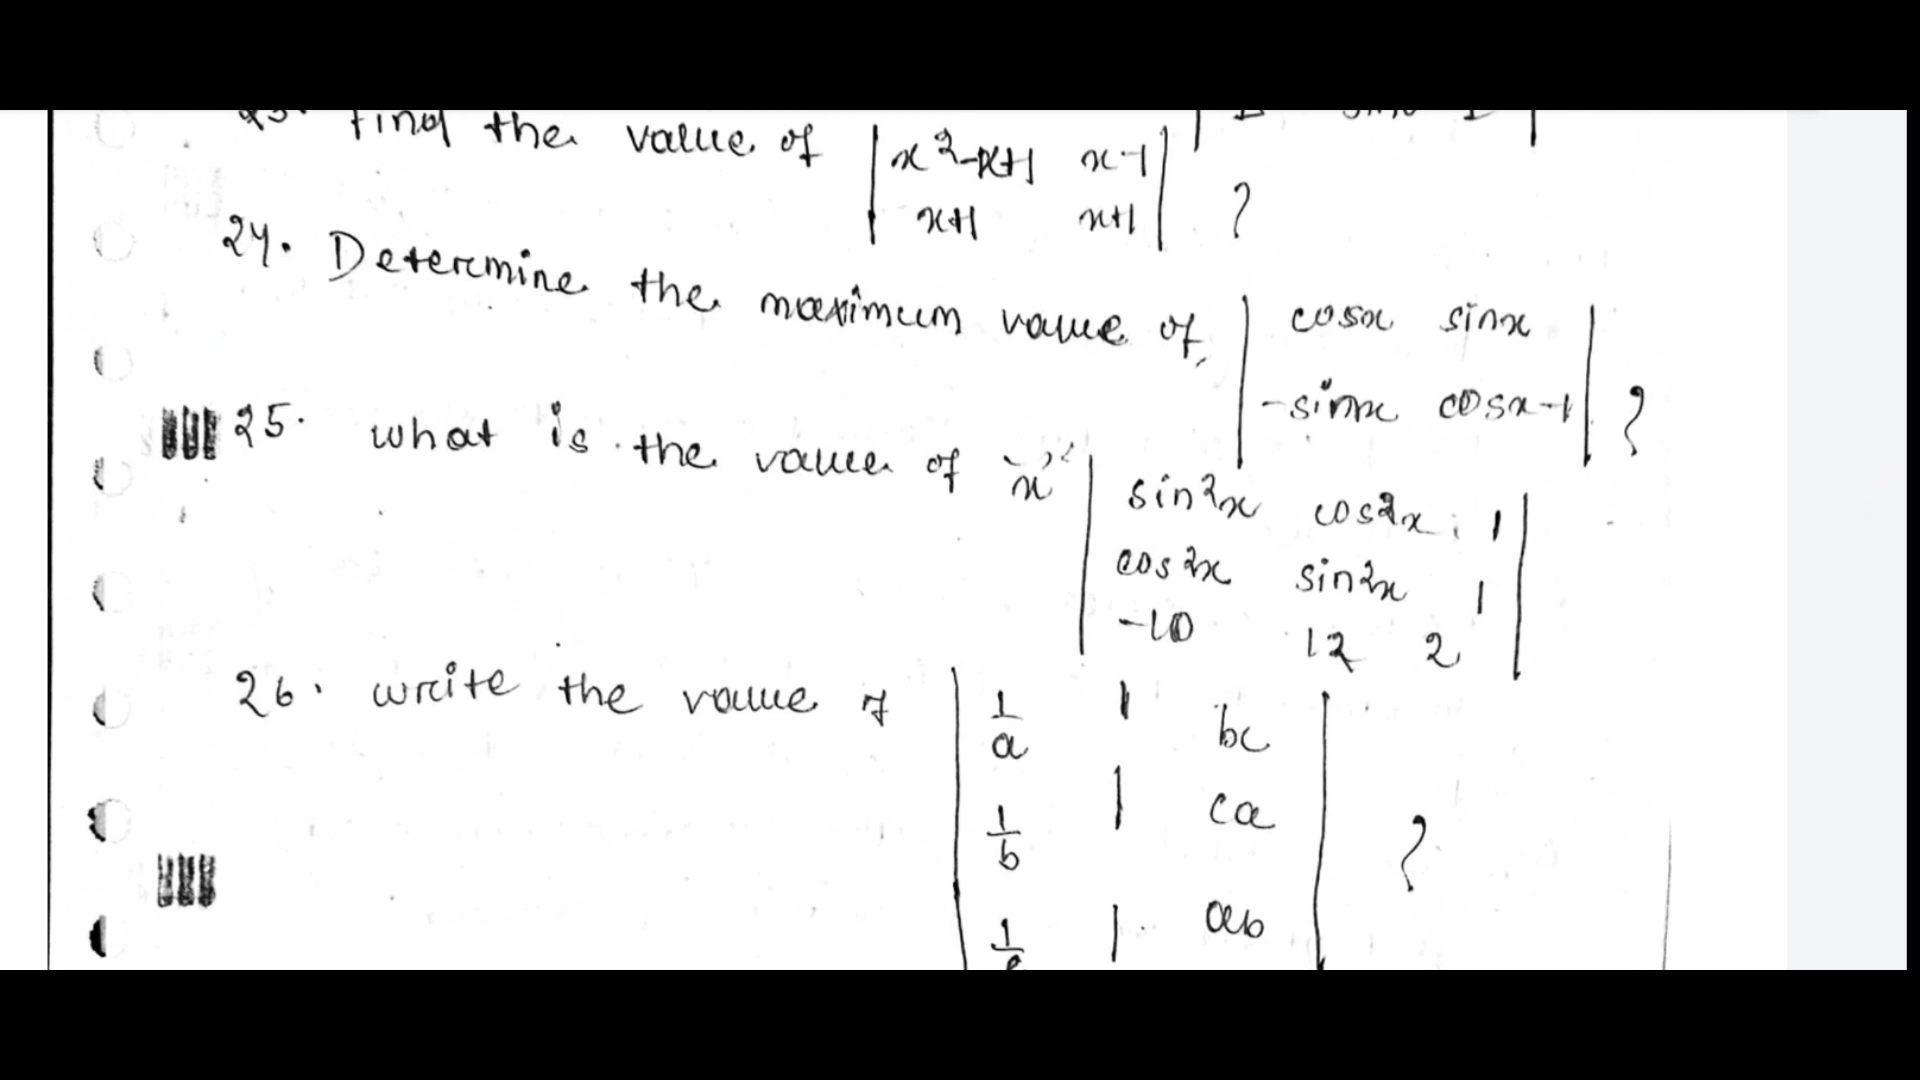 Find the value of | x²-x+1 x-1 |
| x+1 x+1 | ?
24. Determine the maximum value of | cosx sinx |
| -sinx cosx-1 | ?
25. what is the value of x | sin²x cos²x 1 |
| cos²x sin²x 1 |
| -10 12 2 |
26. write the value of | 1/a 1 bc |
| 1/b 1 ca | ?
| 1 ab |